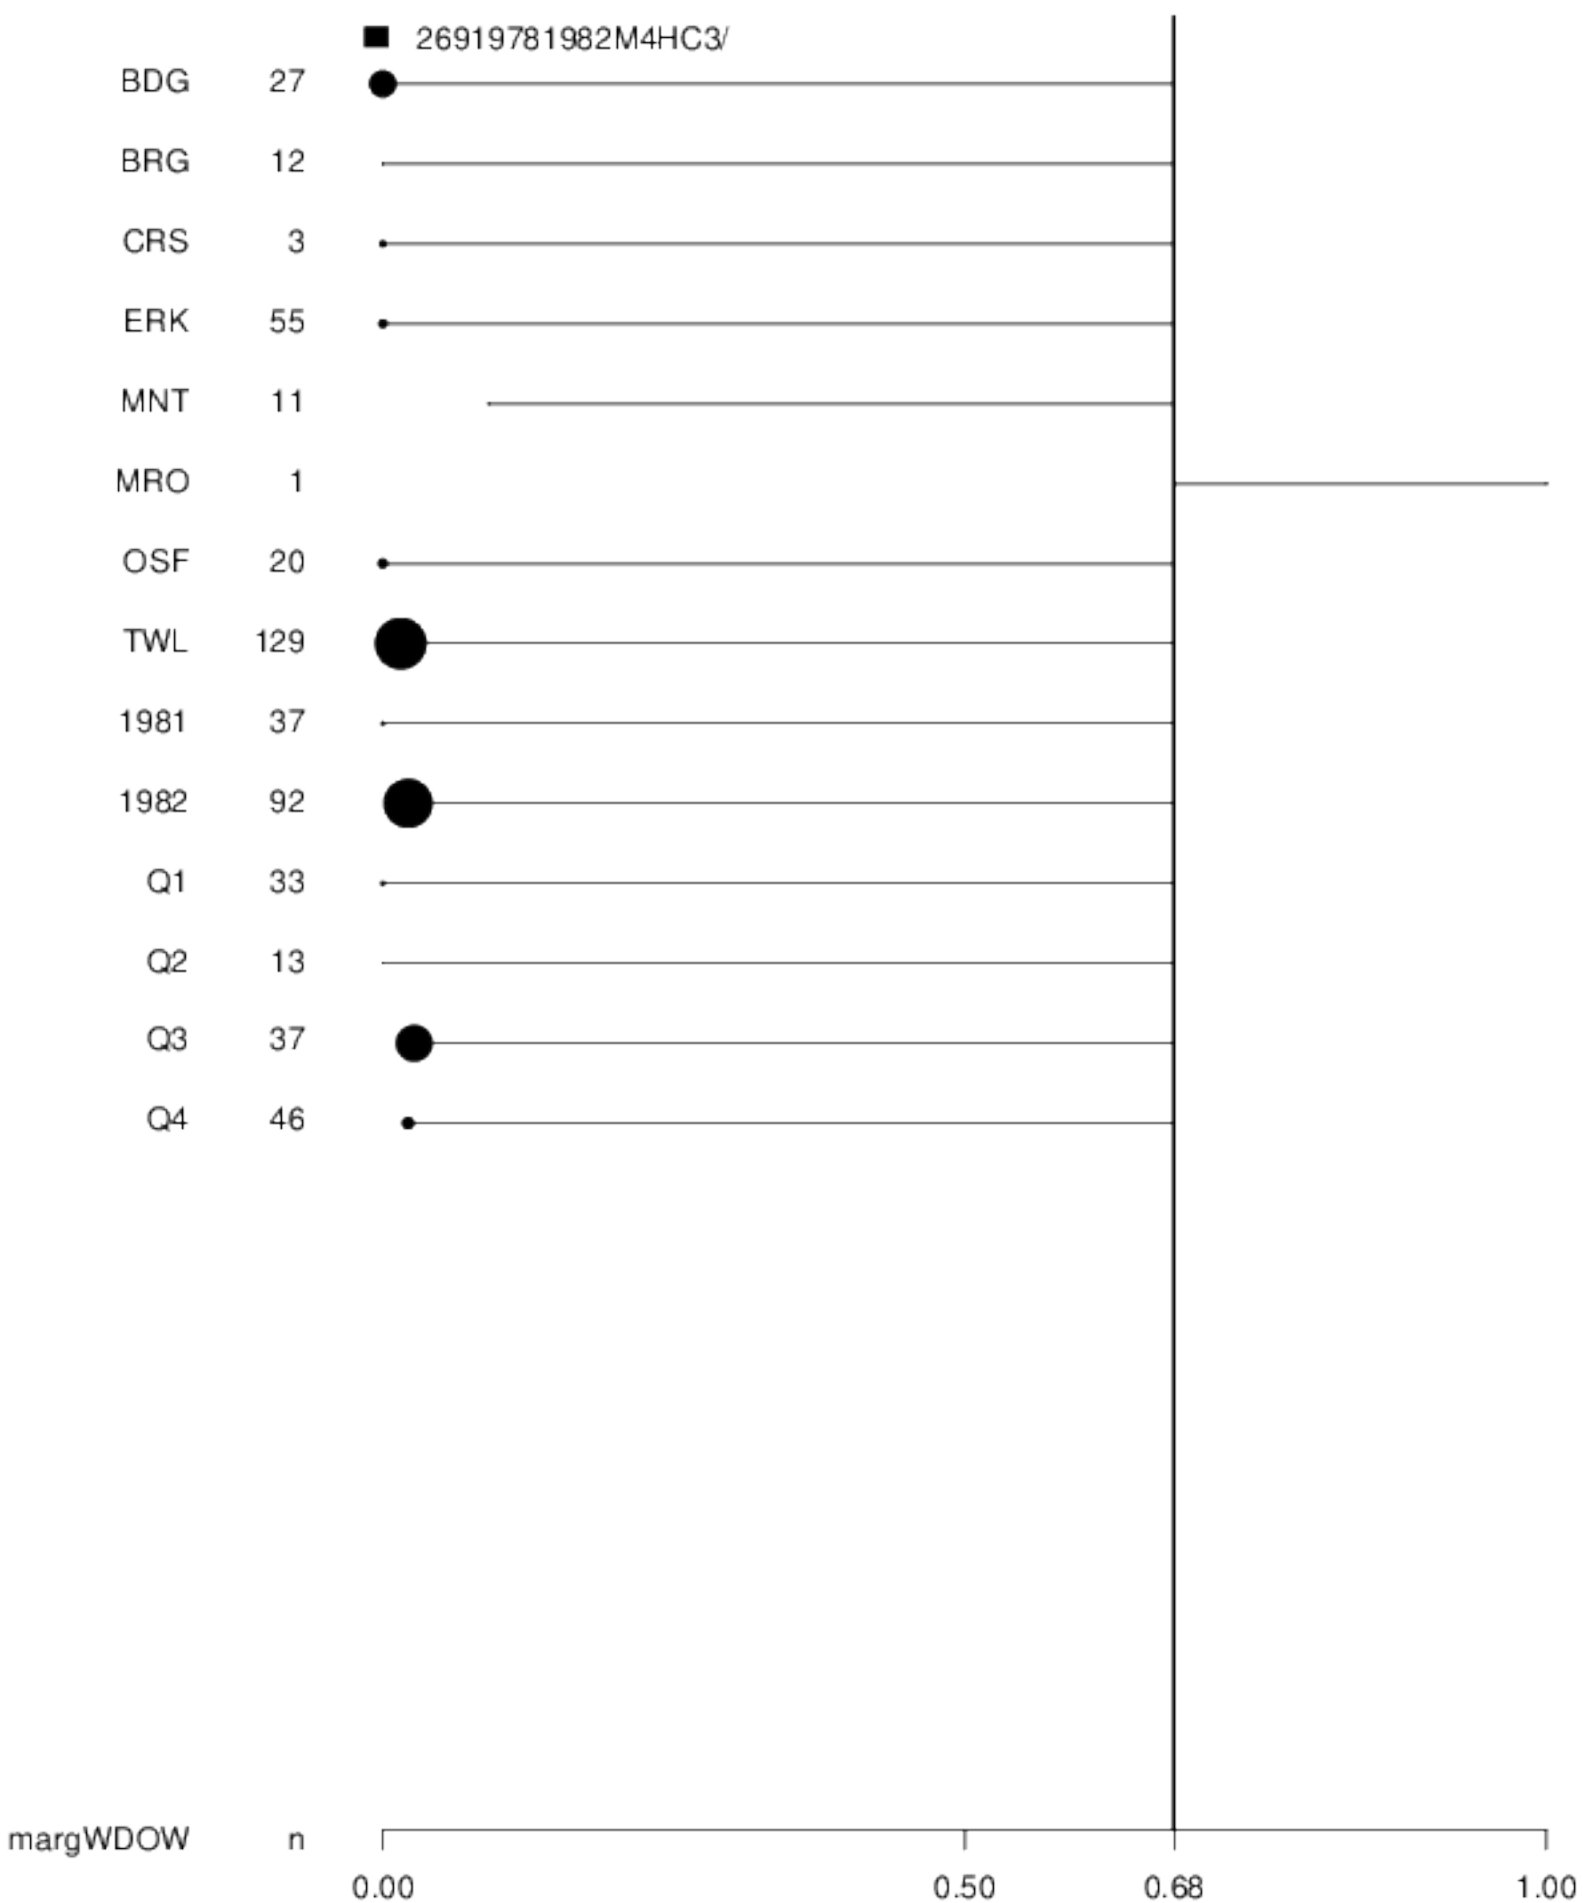 26919781982M4HC3/
BDG 27
BRG 12
CRS 3
ERK 55
MNT 11
MRO 1
OSF 20
TWL 129
1981 37
1982 92
Q1 33
Q2 13
Q3 37
Q4 46
margWDOW n
0.00 0.50 0.68 1.00